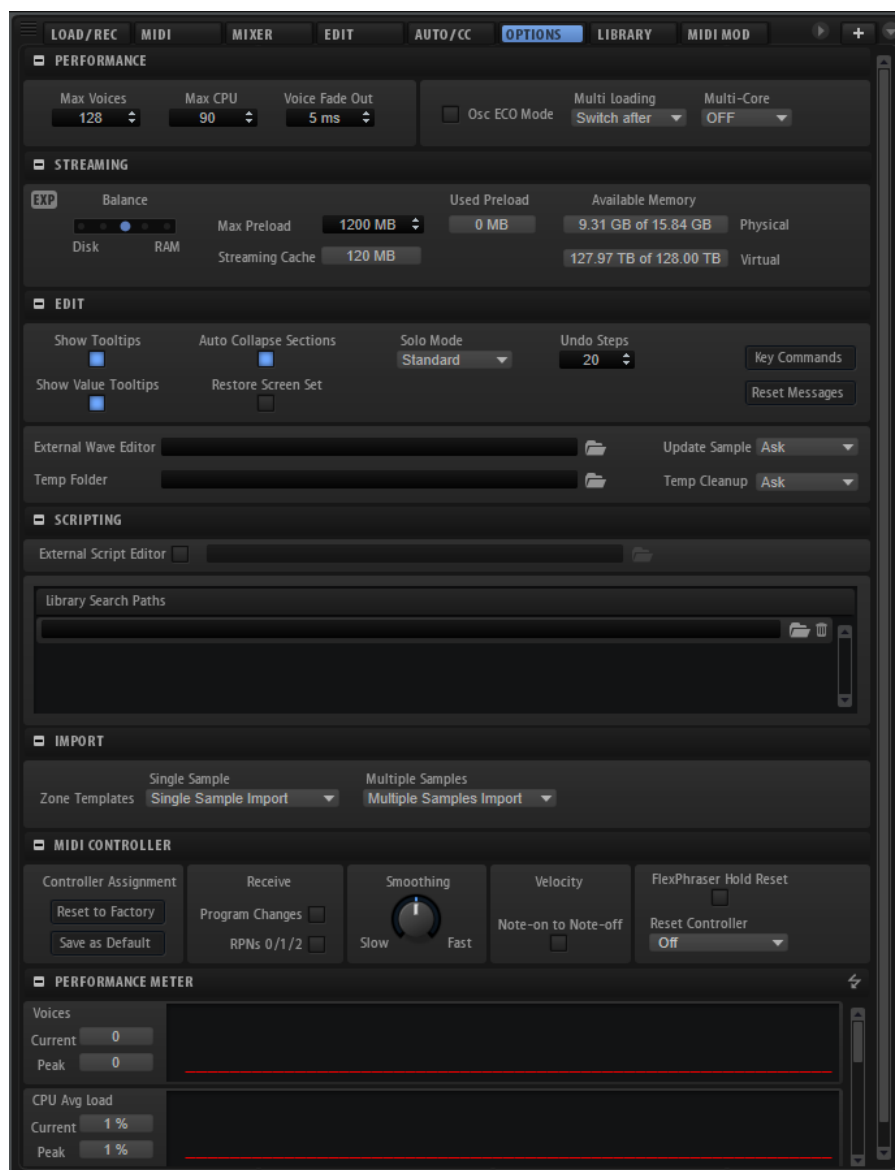 LOAD/REC MIDI MIXER EDIT AUTO/CC OPTIONS LIBRARY MIDI MOD +
PERFORMANCE
Max Voices Max CPU Voice Fade Out Multi Loading Multi-Core
128 90 5 ms Osc ECO Mode Switch after OFF
STREAMING
EXP Balance Used Preload Available Memory
Max Preload 1200 MB 0 MB 9.31 GB of 15.84 GB Physical
Disk RAM Streaming Cache 120 MB 127.97 TB of 128.00 TB Virtual
EDIT
Show Tooltips Auto Collapse Sections Solo Mode Undo Steps
Standard 20 Key Commands
Show Value Tooltips Restore Screen Set Reset Messages
External Wave Editor Update Sample Ask
Temp Folder Temp Cleanup Ask
SCRIPTING
External Script Editor
Library Search Paths
IMPORT
Single Sample Multiple Samples
Zone Templates Single Sample Import Multiple Samples Import
MIDI CONTROLLER
Controller Assignment Receive Smoothing Velocity FlexPhraser Hold Reset
Reset to Factory Program Changes Note-on to Note-off Reset Controller
Save as Default RPNs 0/1/2 Slow Fast Off
PERFORMANCE METER
Voices
Current 0
Peak 0
CPU Avg Load
Current 1 %
Peak 1 %